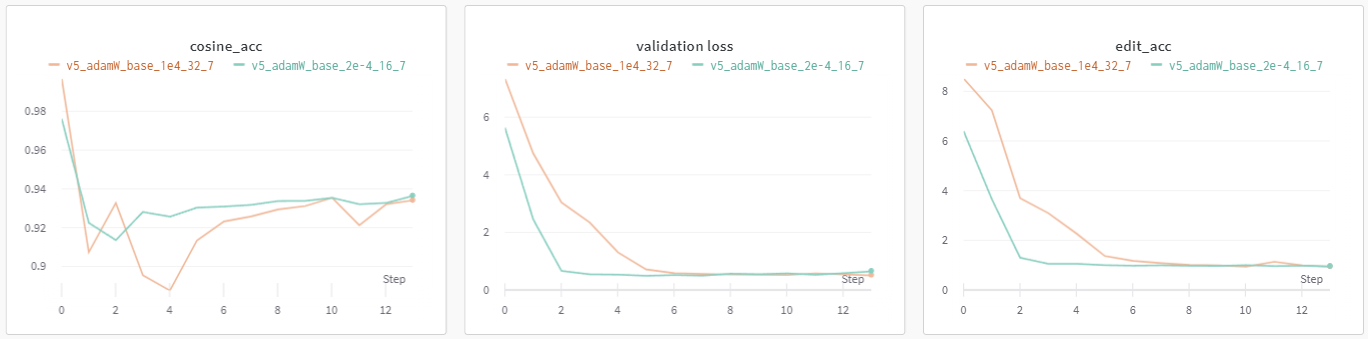 cosine_acc
v5_adamW_base_1e4_32_7 v5_adamW_base_2e-4_16_7
0.98
0.96
0.94
0.92
0.9
Step
0 2 4 6 8 10 12
validation loss
v5_adamW_base_1e4_32_7 v5_adamW_base_2e-4_16_7
6
4
2
0
Step
0 2 4 6 8 10 12
edit_acc
v5_adamW_base_1e4_32_7 v5_adamW_base_2e-4_16_7
8
6
4
2
0
Step
0 2 4 6 8 10 12